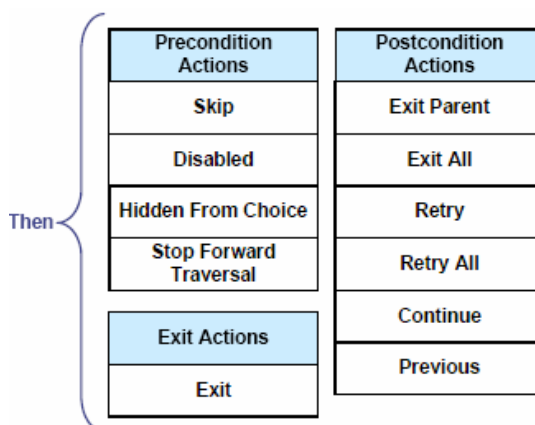 Then
Precondition
Actions
Skip
Disabled
Hidden From Choice
Stop Forward
Traversal
Exit Actions
Exit
Postcondition
Actions
Exit Parent
Exit All
Retry
Retry All
Continue
Previous